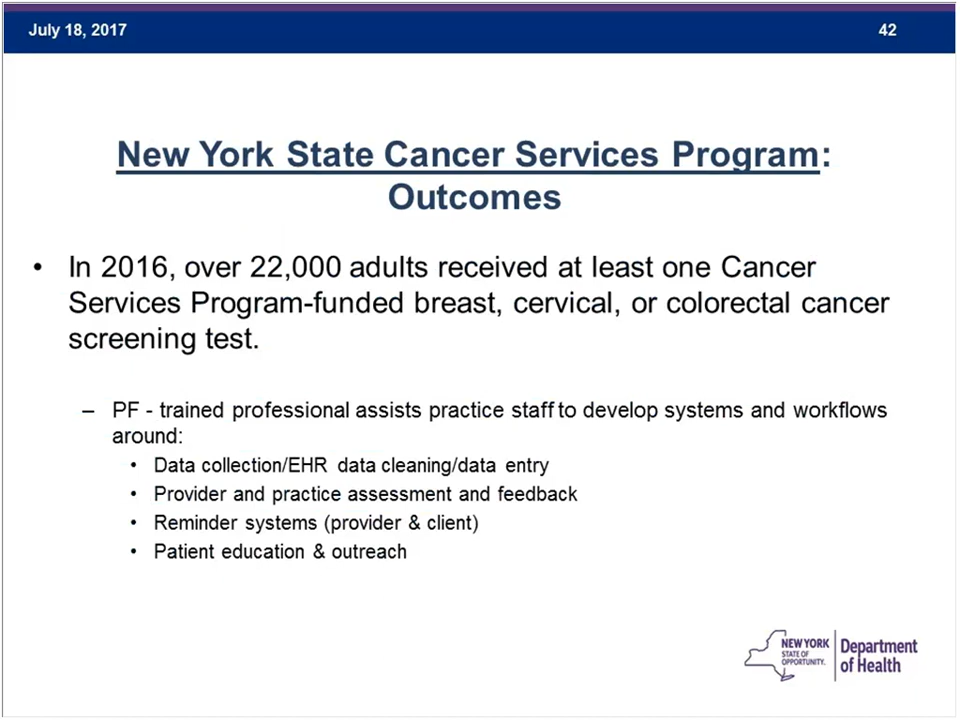 July 18, 2017
42
New York State Cancer Services Program:
Outcomes
• In 2016, over 22,000 adults received at least one Cancer
Services Program-funded breast, cervical, or colorectal cancer
screening test.
– PF - trained professional assists practice staff to develop systems and workflows
around:
• Data collection/EHR data cleaning/data entry
• Provider and practice assessment and feedback
• Reminder systems (provider & client)
• Patient education & outreach
NEW YORK
STATE OF
OPPORTUNITY.
Department
of Health